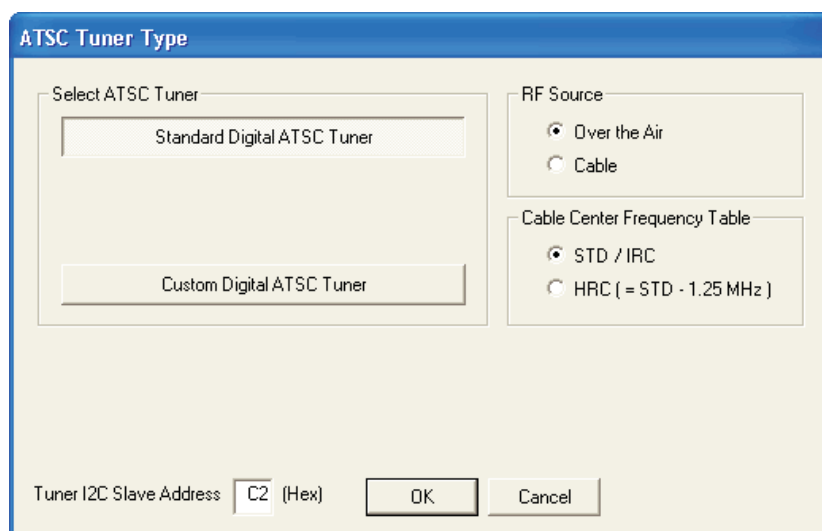 ATSC Tuner Type
Select ATSC Tuner
Standard Digital ATSC Tuner
Custom Digital ATSC Tuner
RF Source
Over the Air
Cable
Cable Center Frequency Table
STD / IRC
HRC ( = STD - 1.25 MHz )
Tuner I2C Slave Address C2 (Hex) OK Cancel